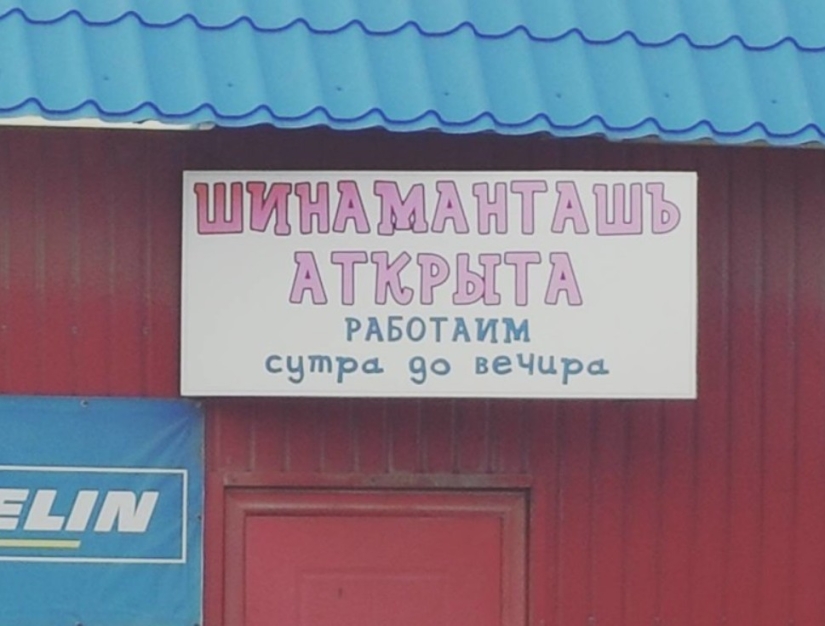 ШИНАМАНТАШЪ
АТКРЫТА
РАБОТАИМ
сутра до вечира
ELIN